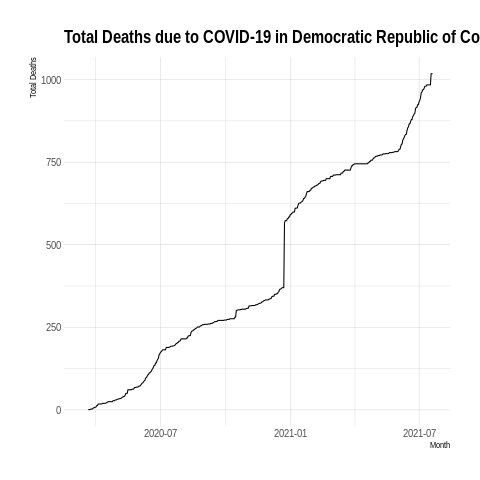 Total Deaths due to COVID-19 in Democratic Republic of Co
Total Deaths
1000
750
500
250
0
2020-07
2021-01
2021-07
Month